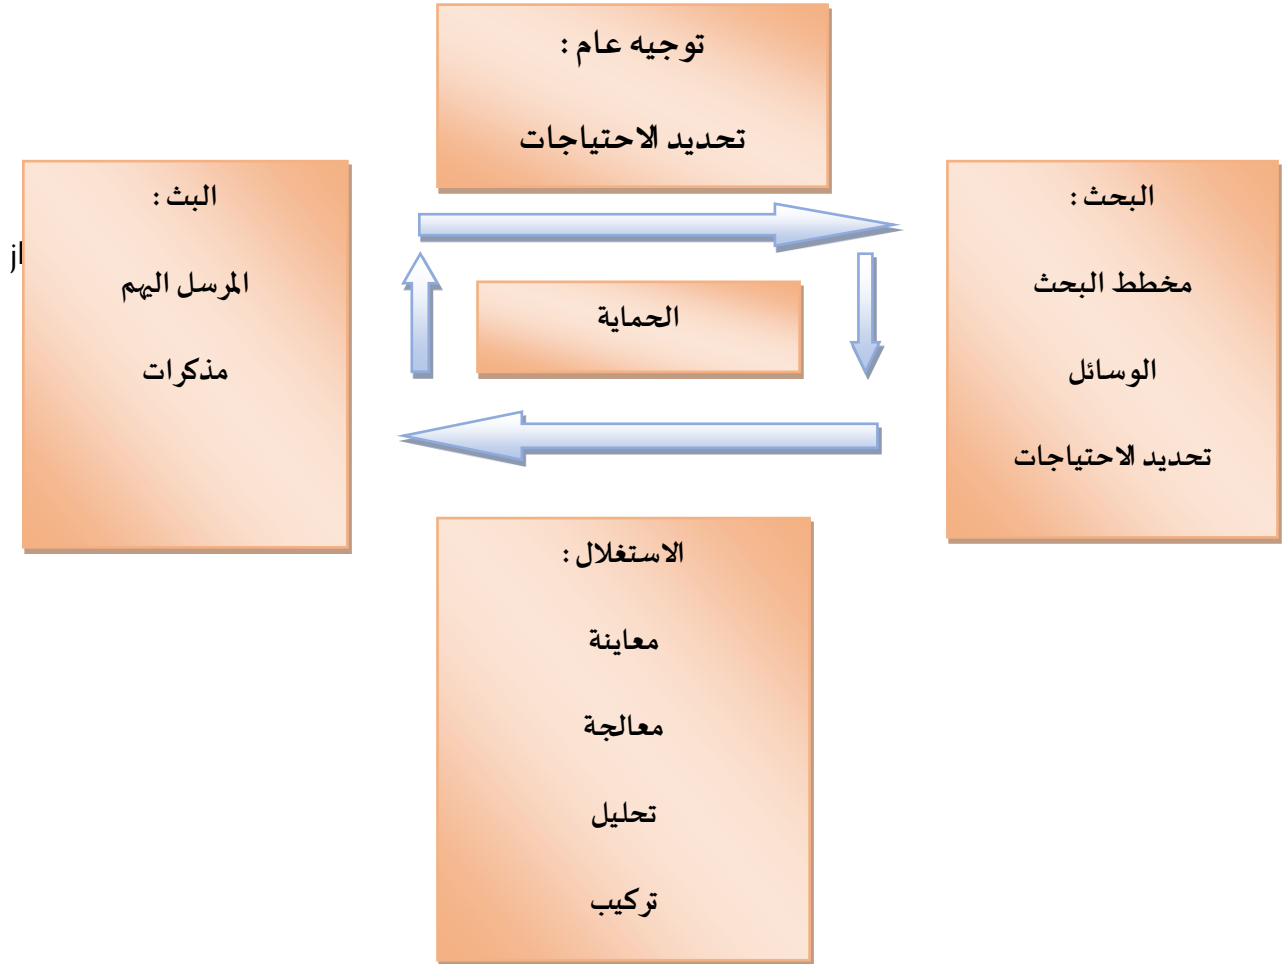 توجيه عام :
تحديد الاحتياجات
البحث :
مخطط البحث
الوسائل
تحديد الاحتياجات
البث :
المرسل اليهم
مذكرات
الحماية
الاستغلال :
معاينة
معالجة
تحليل
تركيب